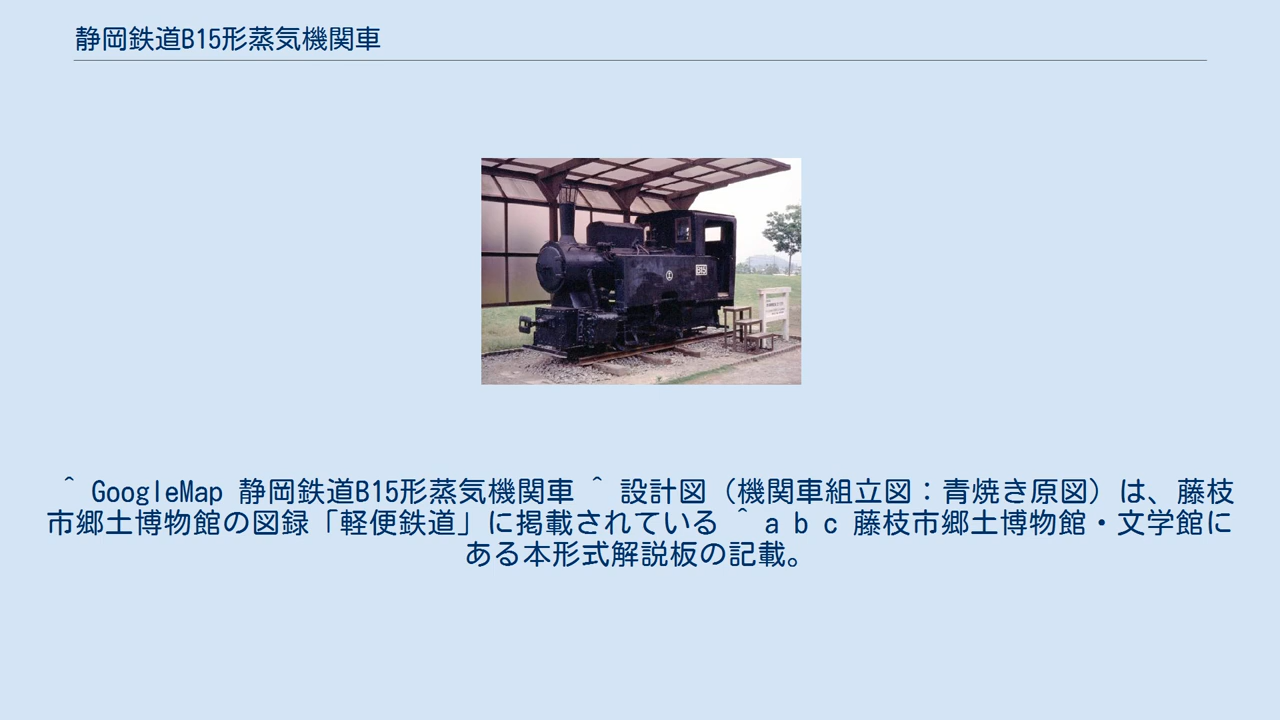 静岡鉄道B15形蒸気機関車
B15
^ GoogleMap 静岡鉄道B15形蒸気機関車 ^ 設計図（機関車組立図：青焼き原図）は、藤枝
市郷土博物館の図録「軽便鉄道」に掲載されている ^ a b c 藤枝市郷土博物館・文学館に
ある本形式解説板の記載。